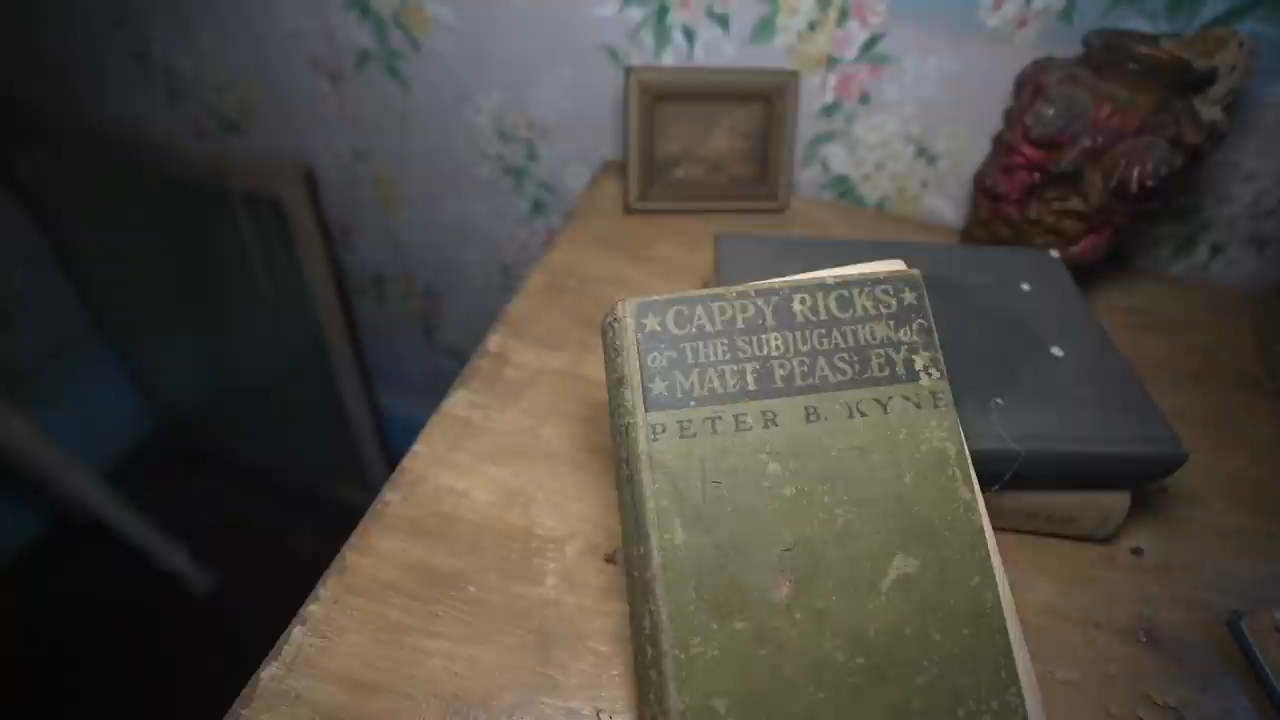 CAPPY RICKS
or THE SUBJUGATION of
MATT PEASLEY
PETER B. KYNE